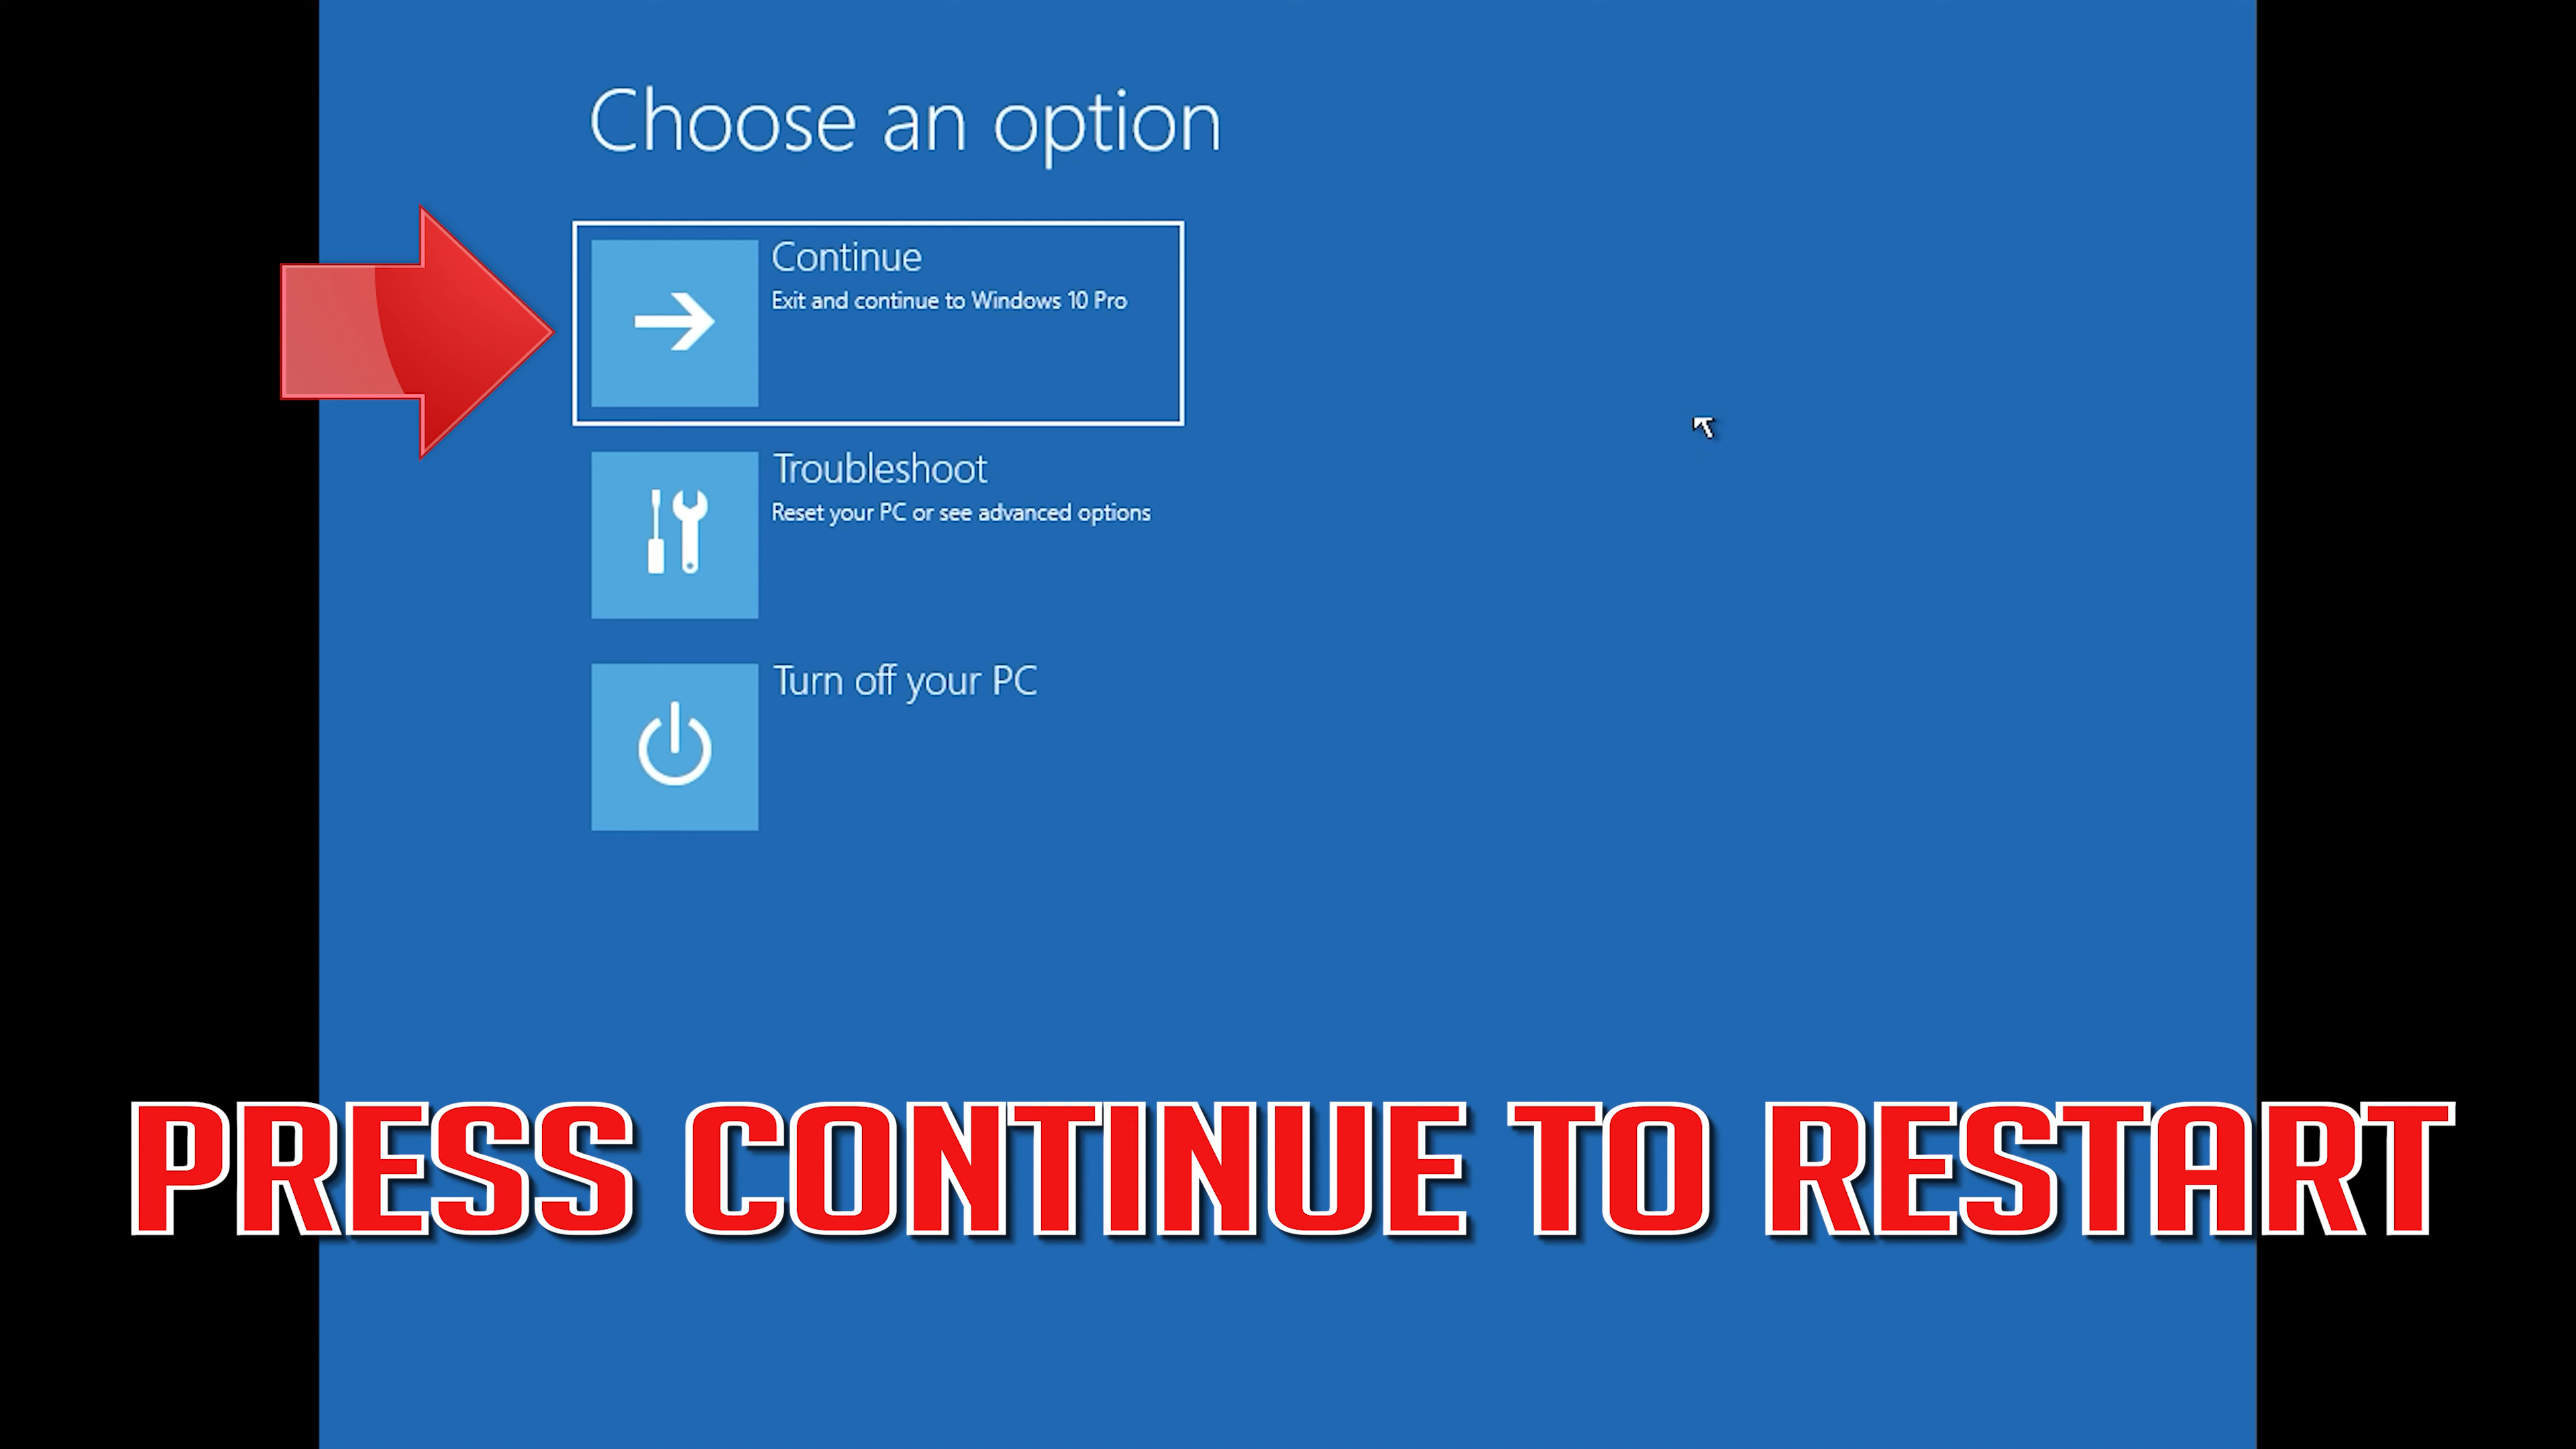 Choose an option
Continue
Exit and continue to Windows 10 Pro
Troubleshoot
Reset your PC or see advanced options
Turn off your PC
PRESS CONTINUE TO RESTART